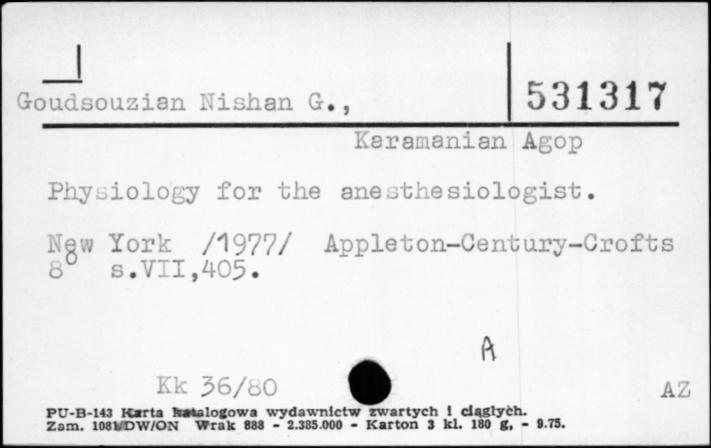 Goudsouzian Nishan G.,
531317
Karamanian Agop
Physiology for the anesthesiologist.
New York /1977/ Appleton-Century-Crofts
8° s.VII,405.
A
Kk 36/80
AZ
PU-B-143 Karta katalogowa wydawnictw zwartych i ciągłych.
Zam. 1081/DW/ON Wrak 888 - 2.385.000 - Karton 3 kl. 180 g, - 9.75.